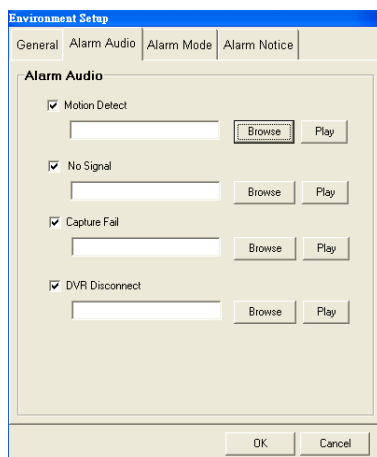 Environment Setup
General Alarm Audio Alarm Mode Alarm Notice
Alarm Audio
Motion Detect
Browse Play
No Signal
Browse Play
Capture Fail
Browse Play
DVR Disconnect
Browse Play
OK Cancel